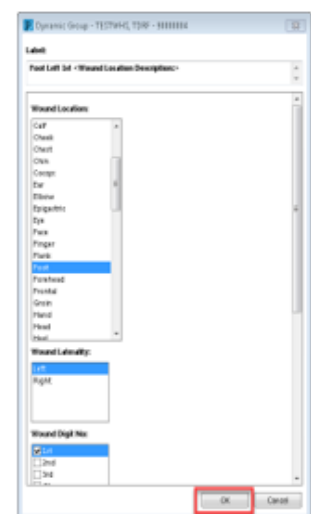 Dynamic Group - TESTWHS, TORF -
Label:
Foot Left 1st <Wound Location Description>
Wound Location:
Calf
Cheek
Chest
Chin
Coccyx
Ear
Elbow
Epigastric
Eye
Face
Finger
Flank
Foot
Forehead
Frontal
Groin
Hand
Head
Heel
Wound Laterality:
Left
Right
Wound Digit No:
1st
2nd
3rd
OK
Cancel